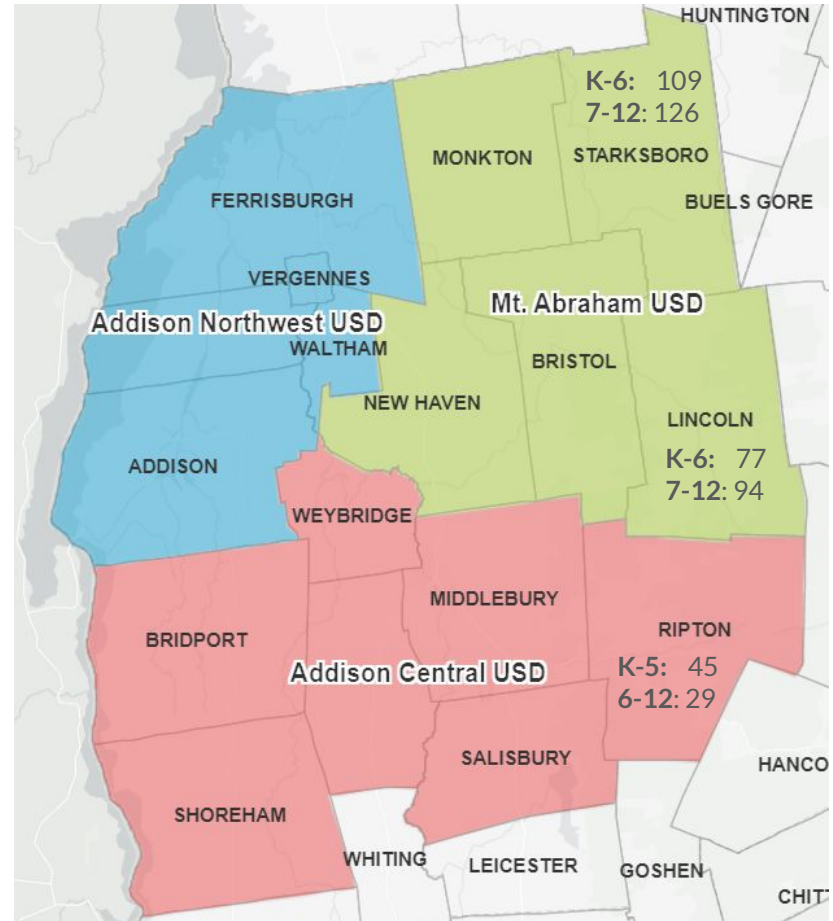 HUNTINGTON
K-6: 109
7-12: 126
MONKTON
STARKSBORO
FERRISBURGH
BUELS GORE
VERGENNES
Mt. Abraham USD
Addison Northwest USD
WALTHAM
BRISTOL
NEW HAVEN
LINCOLN
K-6: 77
7-12: 94
ADDISON
WEYBRIDGE
MIDDLEBURY
BRIDPORT
RIPTON
K-5: 45
6-12: 29
Addison Central USD
SALISBURY
HANCO
SHOREHAM
WHITING
LEICESTER
GOSHEN
CHIT